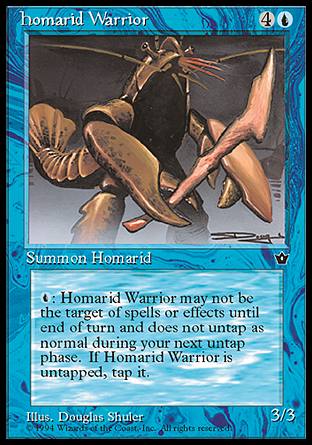 Homarid Warrior 4
Summon Homarid
: Homarid Warrior may not be
the target of spells or effects until
end of turn and does not untap as
normal during your next untap
phase. If Homarid Warrior is
untapped, tap it.
Illus. Douglas Shuler
3/3
© 1994 Wizards of the Coast, Inc. All rights reserved.